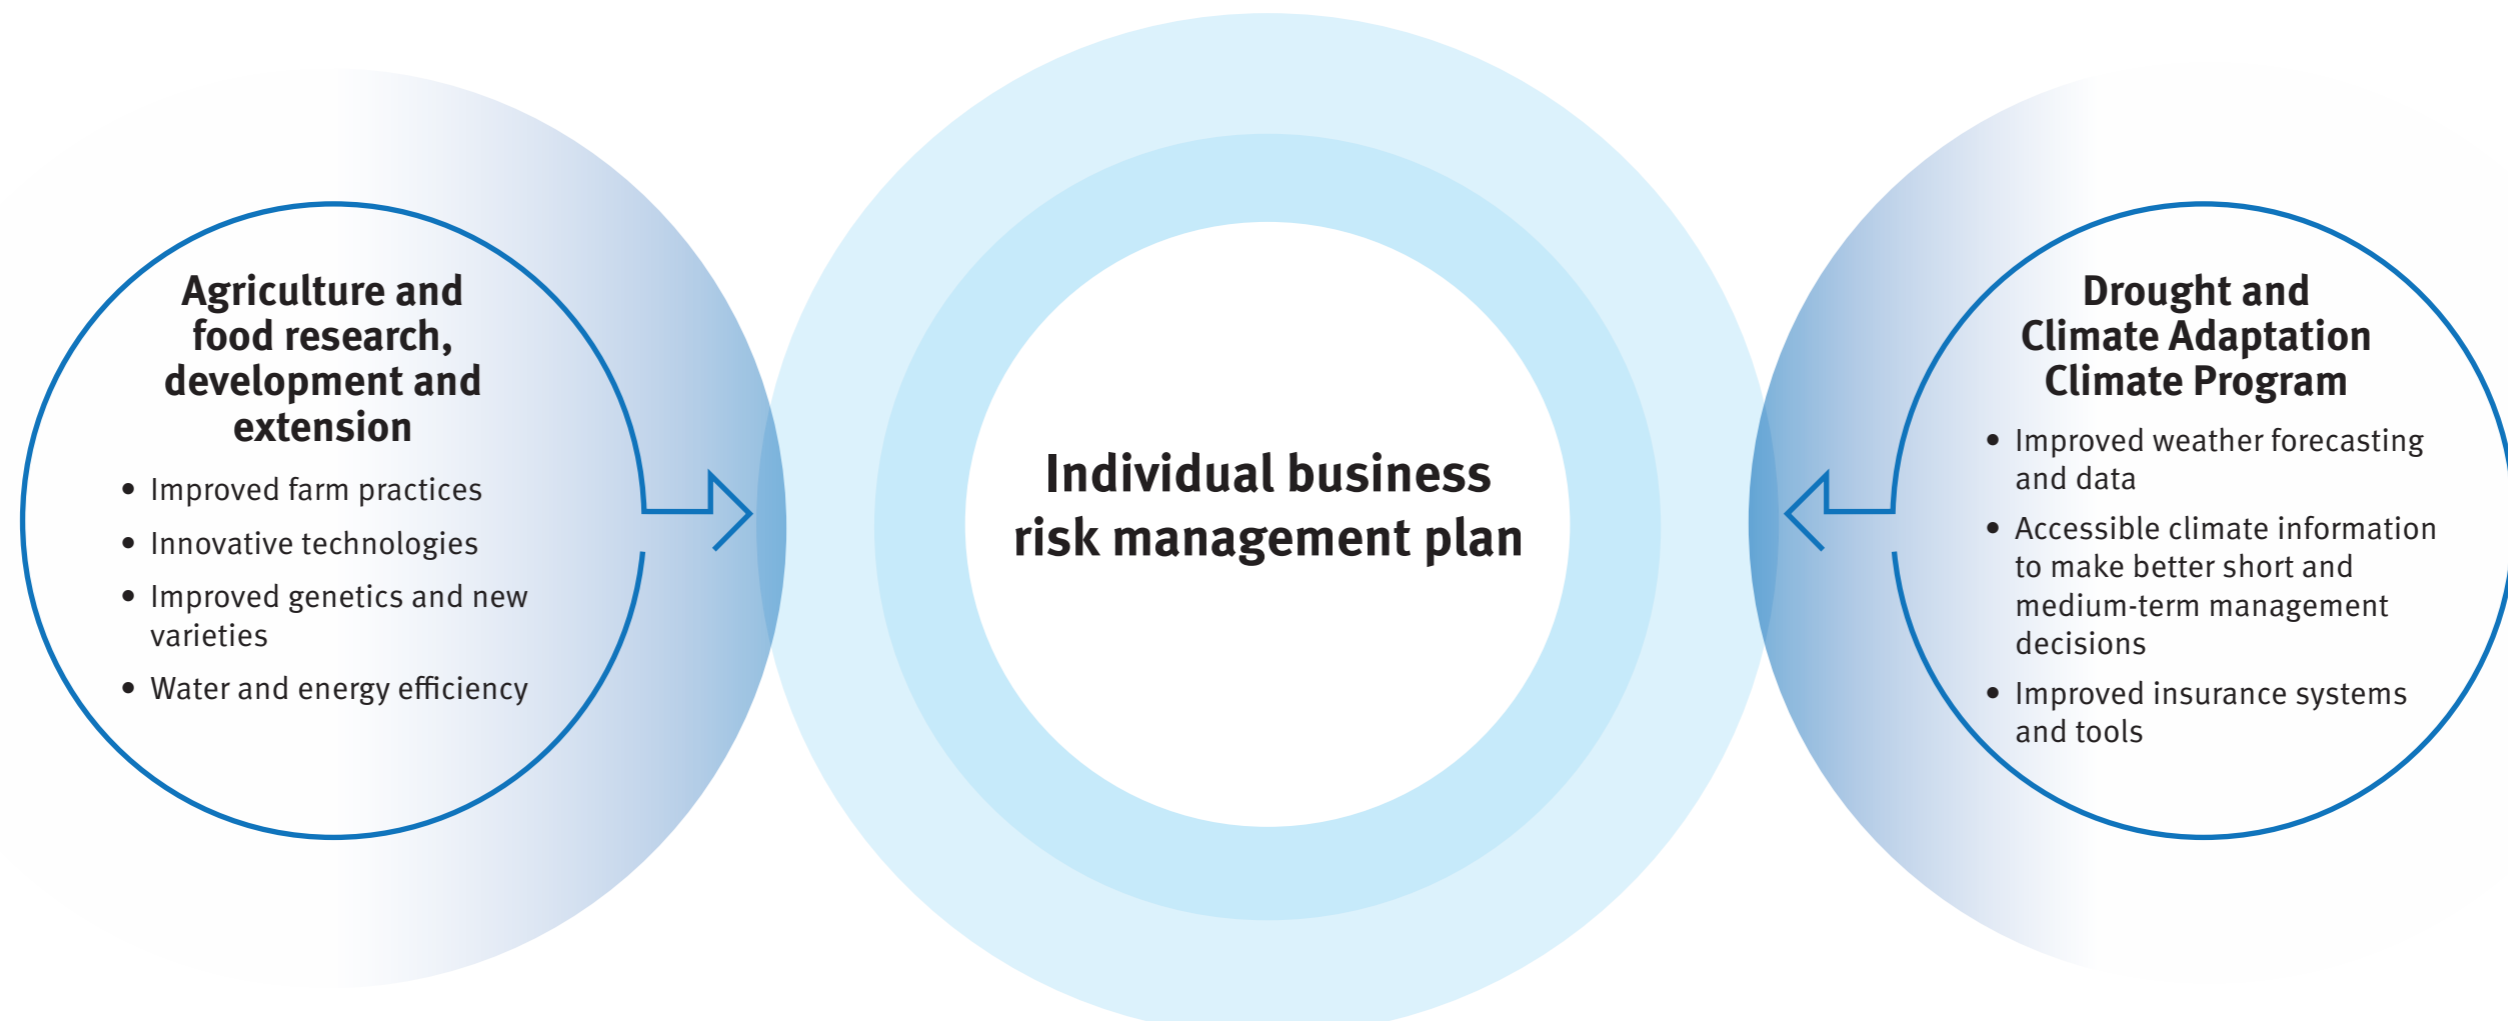 Agriculture and
food research,
development and
extension
• Improved farm practices
• Innovative technologies
• Improved genetics and new
varieties
• Water and energy efficiency
Individual business
risk management plan
Drought and
Climate Adaptation
Climate Program
• Improved weather forecasting
and data
• Accessible climate information
to make better short and
medium-term management
decisions
• Improved insurance systems
and tools